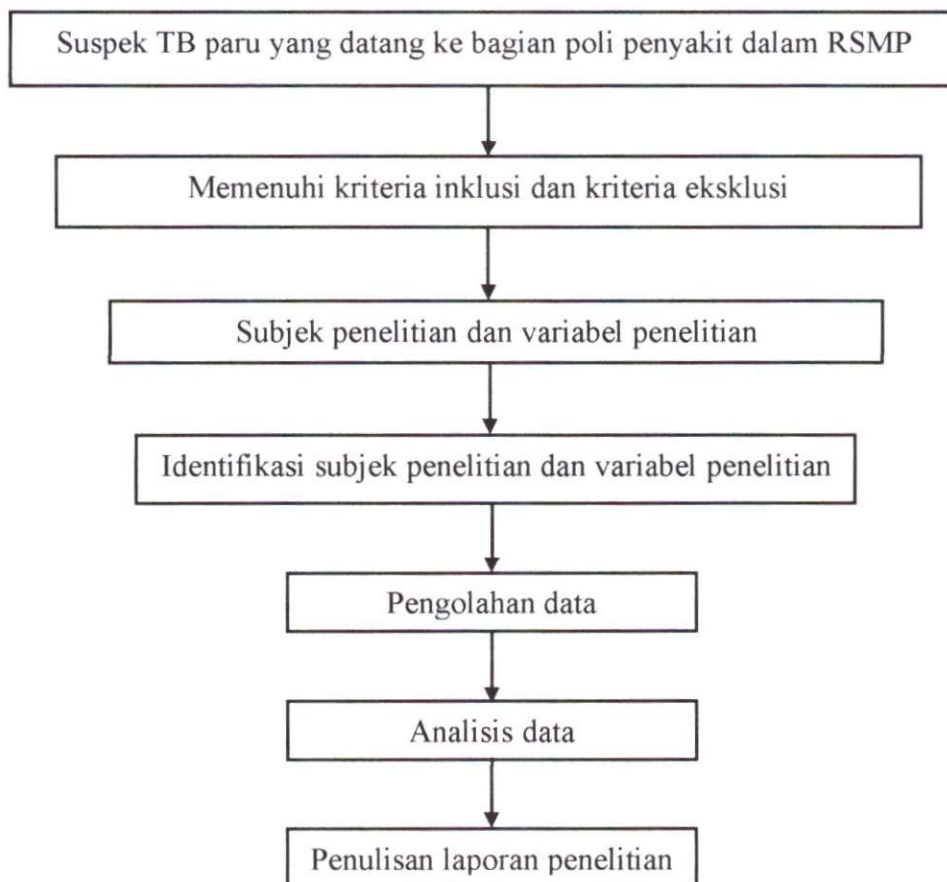 Suspek TB paru yang datang ke bagian poli penyakit dalam RSMP
Memenuhi kriteria inklusi dan kriteria eksklusi
Subjek penelitian dan variabel penelitian
Identifikasi subjek penelitian dan variabel penelitian
Pengolahan data
Analisis data
Penulisan laporan penelitian